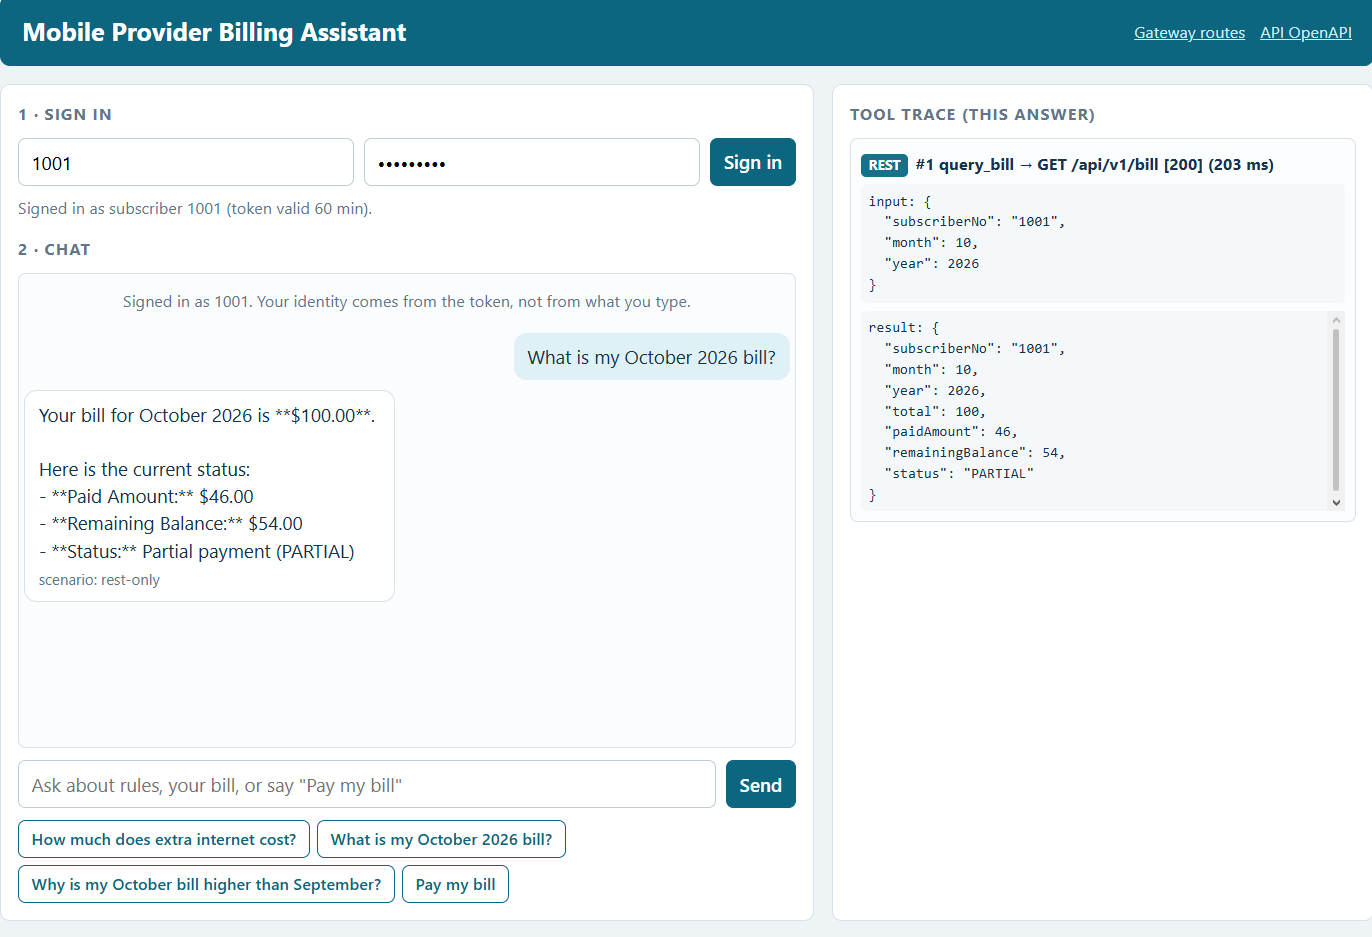 Mobile Provider Billing Assistant
Gateway routes API OpenAPI
1 · SIGN IN
1001
•••••••••
Sign in
Signed in as subscriber 1001 (token valid 60 min).
2 · CHAT
Signed in as 1001. Your identity comes from the token, not from what you type.
What is my October 2026 bill?
Your bill for October 2026 is **$100.00**.
Here is the current status:
- **Paid Amount:** $46.00
- **Remaining Balance:** $54.00
- **Status:** Partial payment (PARTIAL)
scenario: rest-only
Ask about rules, your bill, or say "Pay my bill"
Send
How much does extra internet cost?
What is my October 2026 bill?
Why is my October bill higher than September?
Pay my bill
TOOL TRACE (THIS ANSWER)
REST #1 query_bill → GET /api/v1/bill [200] (203 ms)
input: {
"subscriberNo": "1001",
"month": 10,
"year": 2026
}
result: {
"subscriberNo": "1001",
"month": 10,
"year": 2026,
"total": 100,
"paidAmount": 46,
"remainingBalance": 54,
"status": "PARTIAL"
}